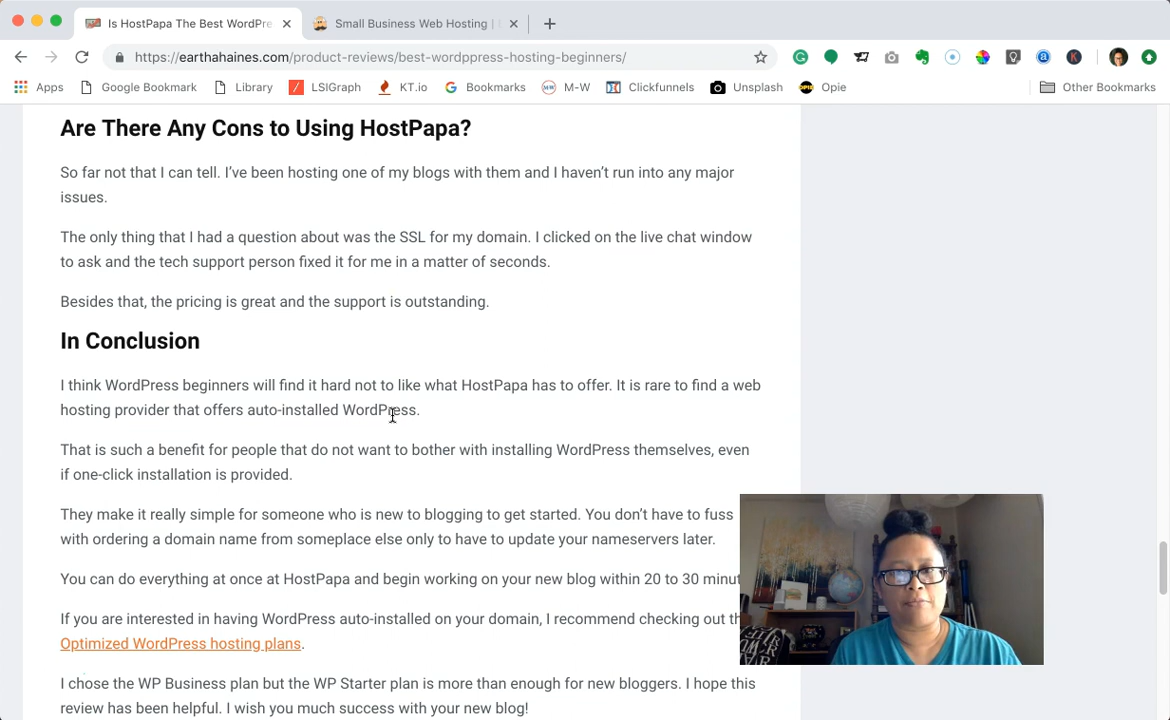 Is HostPapa The Best WordPre
Small Business Web Hosting |
https://earthahaines.com/product-reviews/best-wordppress-hosting-beginners/
Apps Google Bookmark Library LSIGraph KT.io Bookmarks M-W Clickfunnels Unsplash Opie Other Bookmarks
Are There Any Cons to Using HostPapa?
So far not that I can tell. I’ve been hosting one of my blogs with them and I haven’t run into any major
issues.
The only thing that I had a question about was the SSL for my domain. I clicked on the live chat window
to ask and the tech support person fixed it for me in a matter of seconds.
Besides that, the pricing is great and the support is outstanding.
In Conclusion
I think WordPress beginners will find it hard not to like what HostPapa has to offer. It is rare to find a web
hosting provider that offers auto-installed WordPress.
That is such a benefit for people that do not want to bother with installing WordPress themselves, even
if one-click installation is provided.
They make it really simple for someone who is new to blogging to get started. You don’t have to fuss
with ordering a domain name from someplace else only to have to update your nameservers later.
You can do everything at once at HostPapa and begin working on your new blog within 20 to 30 minut
If you are interested in having WordPress auto-installed on your domain, I recommend checking out th
Optimized WordPress hosting plans.
I chose the WP Business plan but the WP Starter plan is more than enough for new bloggers. I hope this
review has been helpful. I wish you much success with your new blog!